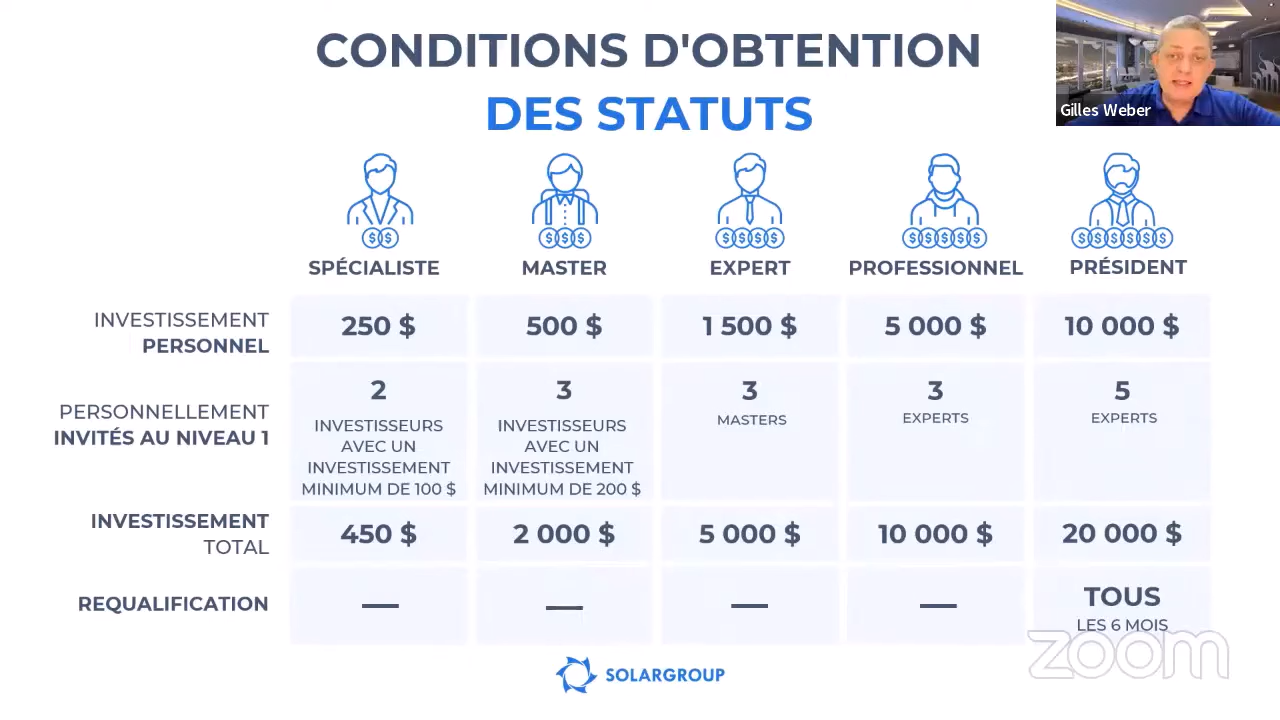 CONDITIONS D'OBTENTION
DES STATUTS
Gilles Weber
SPÉCIALISTE
MASTER
EXPERT
PROFESSIONNEL
PRÉSIDENT
INVESTISSEMENT
PERSONNEL
250 $
500 $
1 500 $
5 000 $
10 000 $
PERSONNELLEMENT
INVITÉS AU NIVEAU 1
2
INVESTISSEURS
AVEC UN
INVESTISSEMENT
MINIMUM DE 100 $
3
INVESTISSEURS
AVEC UN
INVESTISSEMENT
MINIMUM DE 200 $
3
MASTERS
3
EXPERTS
5
EXPERTS
INVESTISSEMENT
TOTAL
450 $
2 000 $
5 000 $
10 000 $
20 000 $
REQUALIFICATION
—
—
—
—
TOUS
LES 6 MOIS
zoom
SOLARGROUP